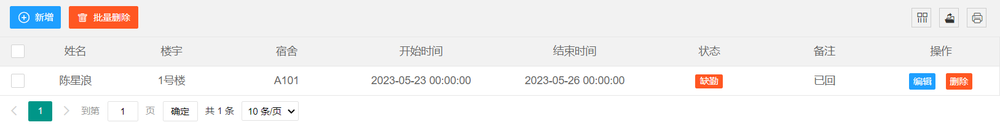 新增 批量删除
姓名 楼宇 宿舍 开始时间 结束时间 状态 备注 操作
陈星浪 1号楼 A101 2023-05-23 00:00:00 2023-05-26 00:00:00 缺勤 已回 编辑 删除
1 到第 1 页 确定 共 1 条 10 条/页